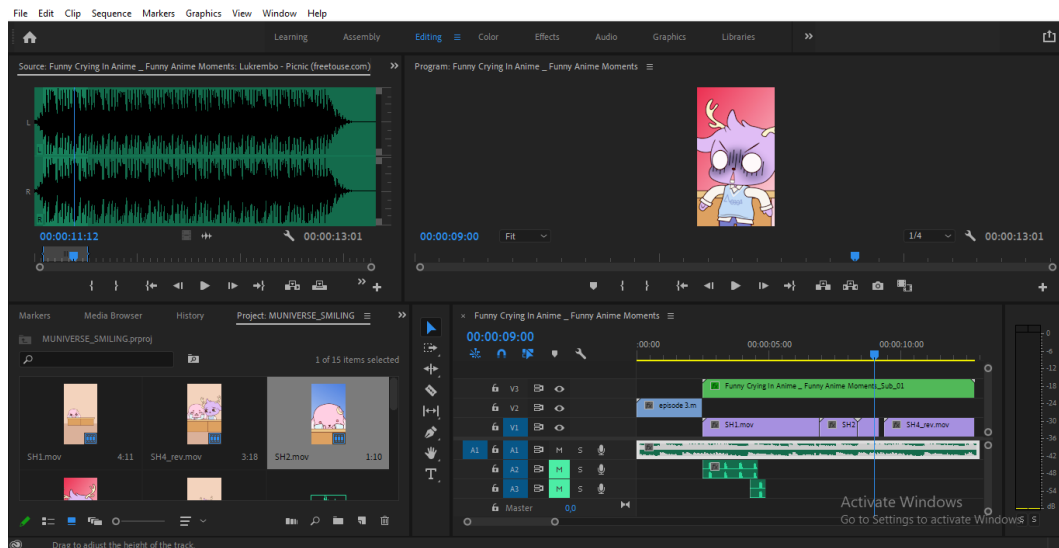 File Edit Clip Sequence Markers Graphics View Window Help
Learning Assembly Editing Color Effects Audio Graphics Libraries
Source: Funny Crying In Anime _ Funny Anime Moments: Lukrembo - Picnic (freetouse.com)
Program: Funny Crying In Anime _ Funny Anime Moments
L
L
R
R
00:00:11:12 00:00:13:01
00:00:09:00 Fit 1/4 00:00:13:01
Markers Media Browser History Project: MUNIVERSE_SMILING
MUNIVERSE_SMILING.prproj
1 of 15 items selected
SH1.mov 4:11 SH4_rev.mov 3:18 SH2.mov 1:10
× Funny Crying In Anime _ Funny Anime Moments
00:00:09:00
:00:00 00:00:05:00 00:00:10:00
V3 Funny Crying In Anime _ Funny Anime Moments_Sub_01
V2 episode 3.m
V1 SH1.mov SH2 SH4_rev.mov
A1 A1 M S
A2 M S
A3 M S
Master 0,0
0
-6
-12
-18
-24
-30
-36
-42
-48
-54
dB
S S
Activate Windows
Go to Settings to activate Windows.
Drag to adjust the height of the track.